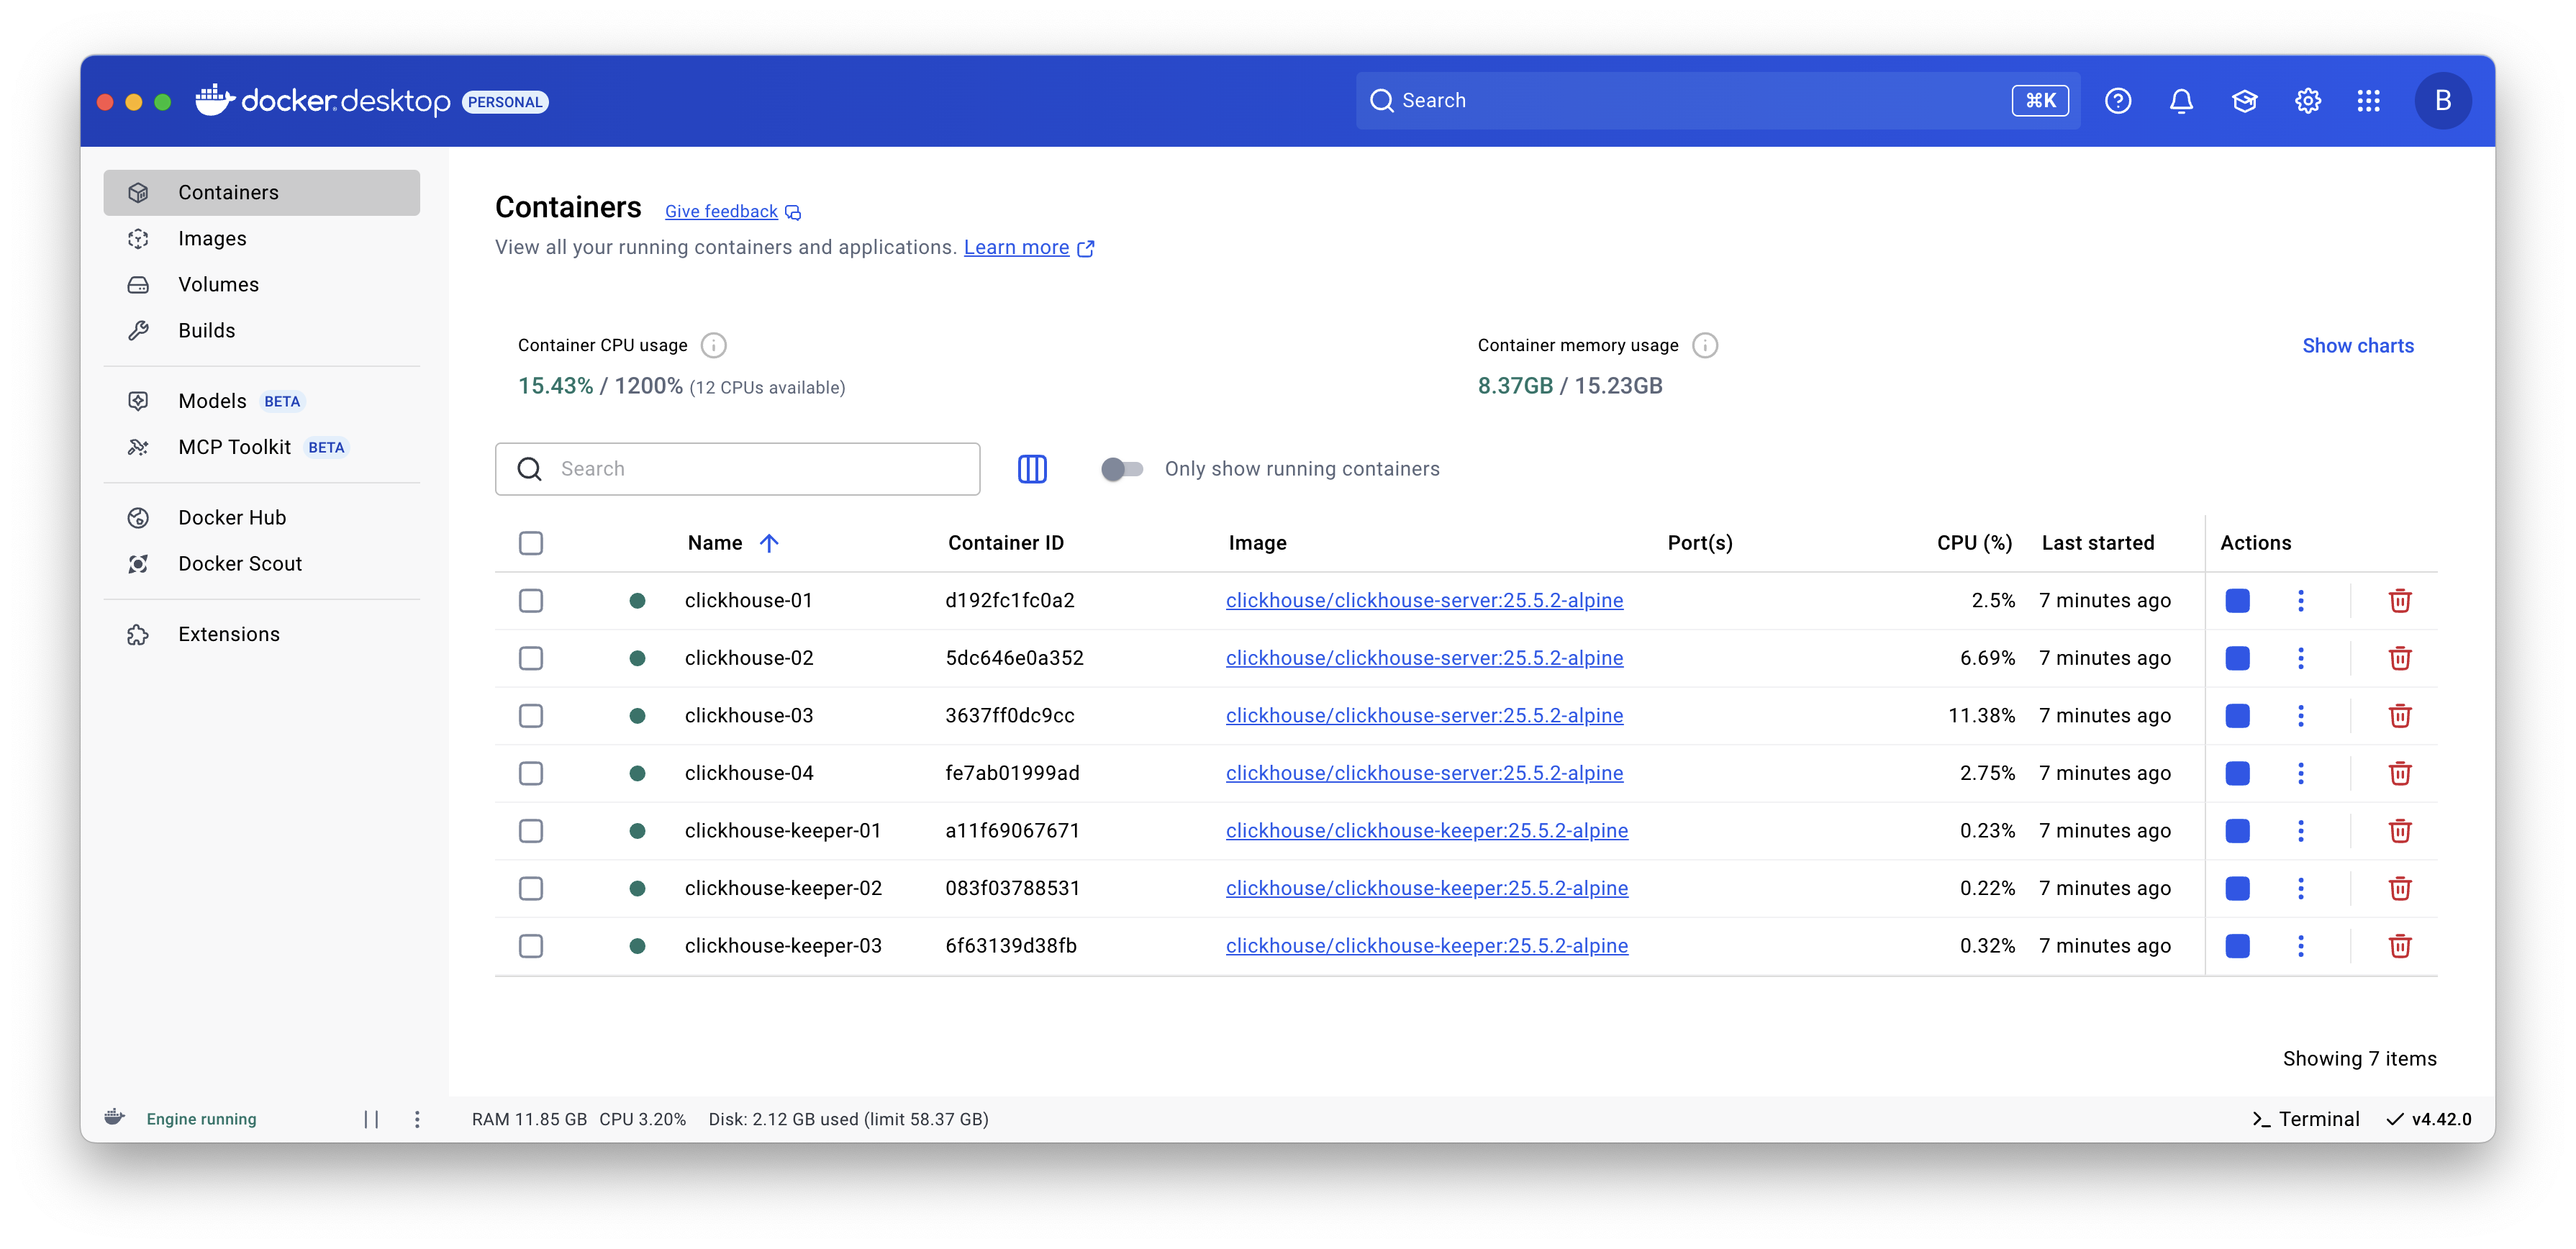 docker.desktop PERSONAL
Search ⌘K
B
Containers
Images
Volumes
Builds
Models BETA
MCP Toolkit BETA
Docker Hub
Docker Scout
Extensions
Containers Give feedback
View all your running containers and applications. Learn more
Container CPU usage
15.43% / 1200% (12 CPUs available)
Container memory usage
8.37GB / 15.23GB
Show charts
Search
Only show running containers
Name Container ID Image Port(s) CPU (%) Last started Actions
clickhouse-01 d192fc1fc0a2 clickhouse/clickhouse-server:25.5.2-alpine 2.5% 7 minutes ago
clickhouse-02 5dc646e0a352 clickhouse/clickhouse-server:25.5.2-alpine 6.69% 7 minutes ago
clickhouse-03 3637ff0dc9cc clickhouse/clickhouse-server:25.5.2-alpine 11.38% 7 minutes ago
clickhouse-04 fe7ab01999ad clickhouse/clickhouse-server:25.5.2-alpine 2.75% 7 minutes ago
clickhouse-keeper-01 a11f69067671 clickhouse/clickhouse-keeper:25.5.2-alpine 0.23% 7 minutes ago
clickhouse-keeper-02 083f03788531 clickhouse/clickhouse-keeper:25.5.2-alpine 0.22% 7 minutes ago
clickhouse-keeper-03 6f63139d38fb clickhouse/clickhouse-keeper:25.5.2-alpine 0.32% 7 minutes ago
Showing 7 items
Engine running
RAM 11.85 GB CPU 3.20% Disk: 2.12 GB used (limit 58.37 GB)
Terminal
v4.42.0